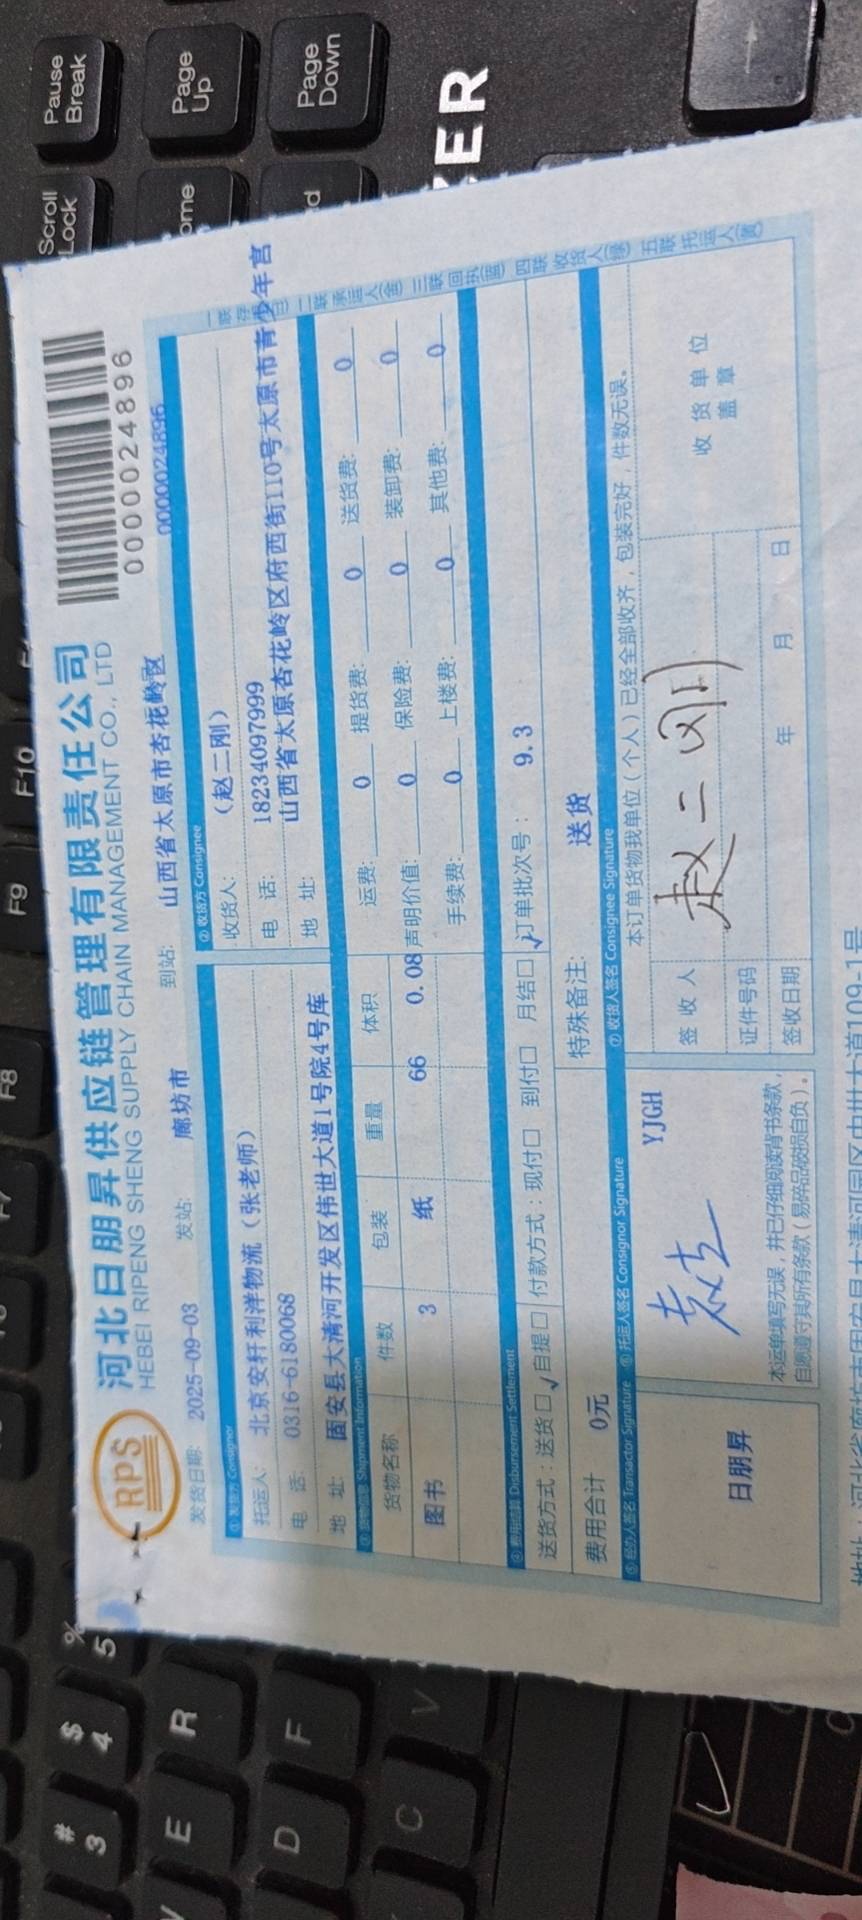 河北日朋昇供应链管理有限责任公司
HEBEI RIPENG SHENG SUPPLY CHAIN MANAGEMENT CO., LTD
RPS
0000024896
0000024896
发货日期: 2025-09-03 发站: 廊坊市 到站: 山西省太原市杏花岭区
① 发货方 Consignor
托运人: 北京安轩利洋物流（张老师）
电 话: 0316-6180068
地 址: 固安县大清河开发区伟世大道1号院4号库
② 收货方 Consignee
收货人: （赵二刚）
电 话: 18234097999
地 址: 山西省太原杏花岭区府西街110号太原市青少年宫
③ 货物信息 Shipment Information
货物名称 件数 包装 重量 体积
图书 3 纸 66 0.08
运费: 0 提货费: 0 送货费: 0
声明价值: 0 保险费: 0 装卸费: 0
手续费: 0 上楼费: 0 其他费: 0
④ 费用结算 Disbursement Settlement
送货方式：送货 □ ✓自提 □ 付款方式：现付 □ 到付 □ 月结 □ ✓订单批次号： 9.3
费用合计 0元 特殊备注: 送货
⑤ 经办人签名 Transactor Signature
日朋昇
⑥ 托运人签名 Consignor Signature
YJGH
本运单填写无误，并已仔细阅读背书条款，
自愿遵守其所有条款（易碎品破损自负）。
⑦ 收货人签名 Consignee Signature
本订单货物我单位（个人）已经全部收齐，包装完好，件数无误。
签 收 人 赵二刚
证件号码
签收日期 年 月 日
收货单位
盖 章
二联 承运人
三联 回执
四联 收货人
五联 托运人
Pause
Break
Page
Up
Page
Down
Scroll
Lock
ome
d
ZER
F10
F9
F8
F7
%
5
$
4
#
3
R
E
F
D
V
C